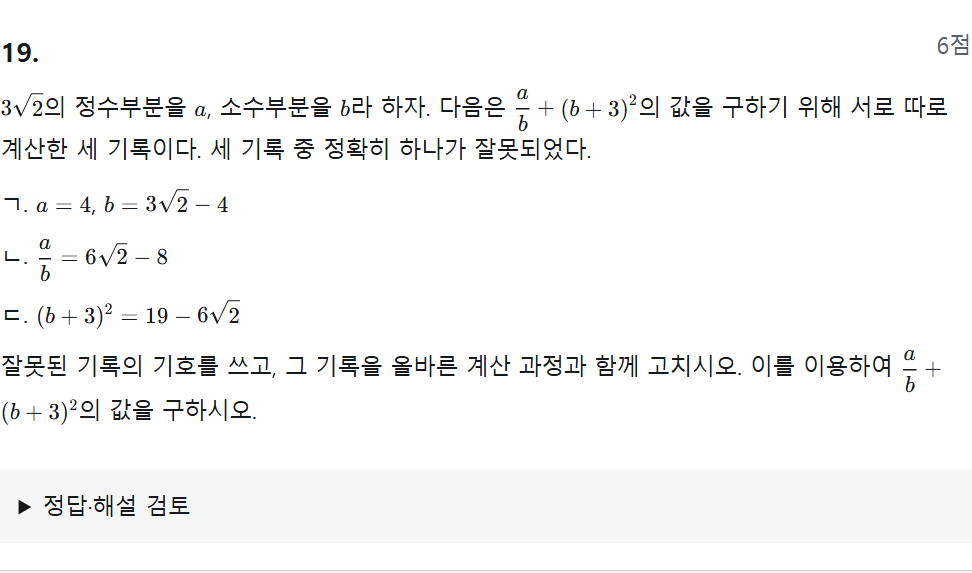 19.
6점
3√2의 정수부분을 a, 소수부분을 b라 하자. 다음은 a/b + (b + 3)²의 값을 구하기 위해 서로 따로
계산한 세 기록이다. 세 기록 중 정확히 하나가 잘못되었다.
ㄱ. a = 4, b = 3√2 − 4
ㄴ. a/b = 6√2 − 8
ㄷ. (b + 3)² = 19 − 6√2
잘못된 기록의 기호를 쓰고, 그 기록을 올바른 계산 과정과 함께 고치시오. 이를 이용하여 a/b +
(b + 3)²의 값을 구하시오.
▶ 정답·해설 검토